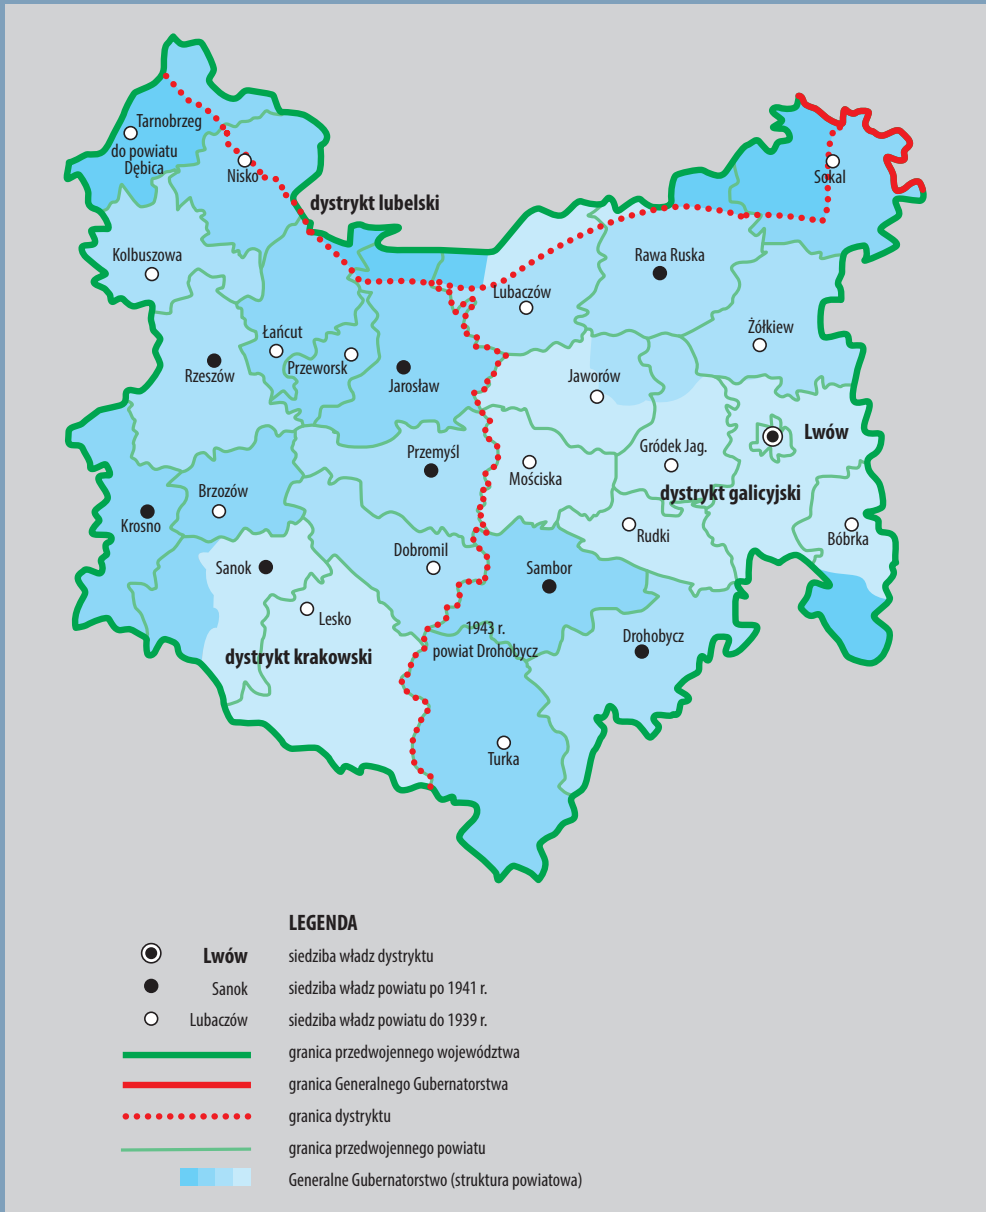 Tarnobrzeg
do powiatu
Dębica
Nisko
dystrykt lubelski
Sokal
Kolbuszowa
Rawa Ruska
Lubaczów
Łańcut
Żółkiew
Rzeszów
Przeworsk
Jarosław
Jaworów
Lwów
Przemyśl
Gródek Jag.
Mościska
dystrykt galicyjski
Brzozów
Krosno
Rudki
Bóbrka
Dobromil
Sanok
Sambor
Lesko
1943 r.
powiat Drohobycz
Drohobycz
dystrykt krakowski
Turka
LEGENDA
Lwów siedziba władz dystryktu
Sanok siedziba władz powiatu po 1941 r.
Lubaczów siedziba władz powiatu do 1939 r.
granica przedwojennego województwa
granica Generalnego Gubernatorstwa
granica dystryktu
granica przedwojennego powiatu
Generalne Gubernatorstwo (struktura powiatowa)